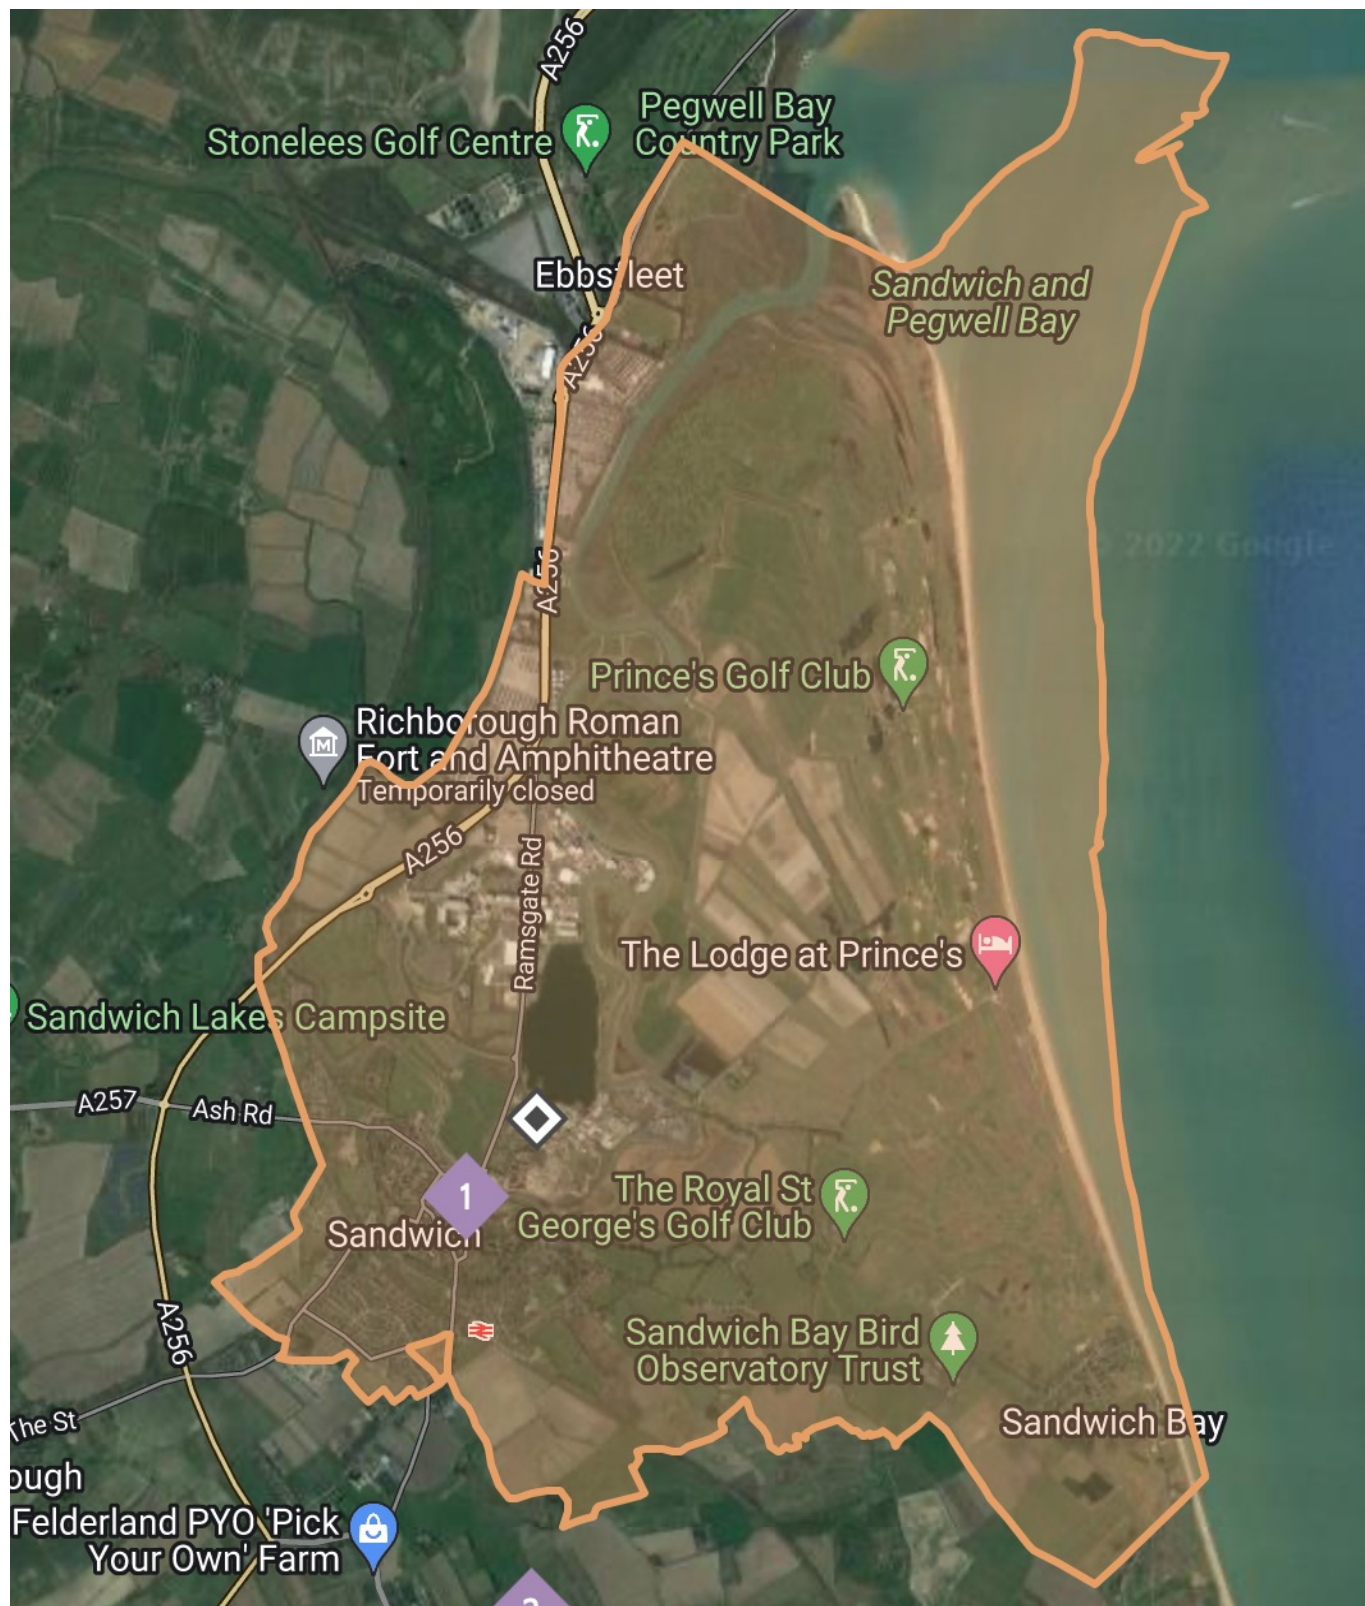 A256
Pegwell Bay
Country Park
Stonelees Golf Centre
Ebbsfleet
Sandwich and
Pegwell Bay
A256
© 2022 Google
A256
Prince's Golf Club
Richborough Roman
Fort and Amphitheatre
Temporarily closed
A256
Ramsgate Rd
The Lodge at Prince's
Sandwich Lakes Campsite
A257
Ash Rd
1
The Royal St
George's Golf Club
Sandwich
A256
Sandwich Bay Bird
Observatory Trust
Sandwich Bay
The St
ough
Felderland PYO 'Pick
Your Own' Farm